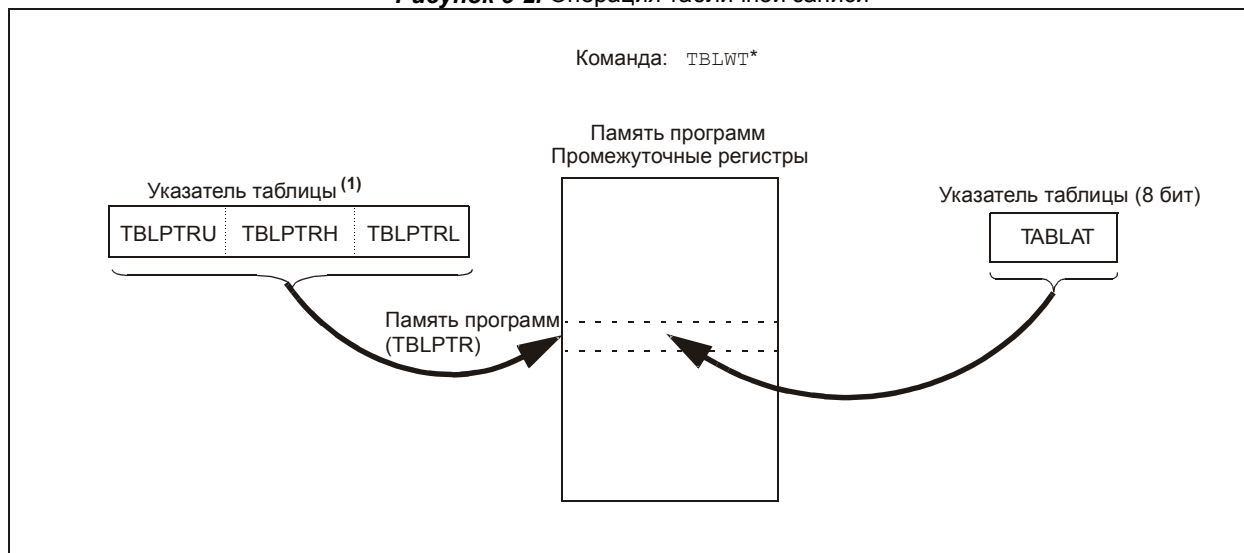 Команда: TBLWT*
Память программ
Промежуточные регистры
Указатель таблицы (1)
TBLPTRU TBLPTRH TBLPTRL
Память программ
(TBLPTR)
Указатель таблицы (8 бит)
TABLAT